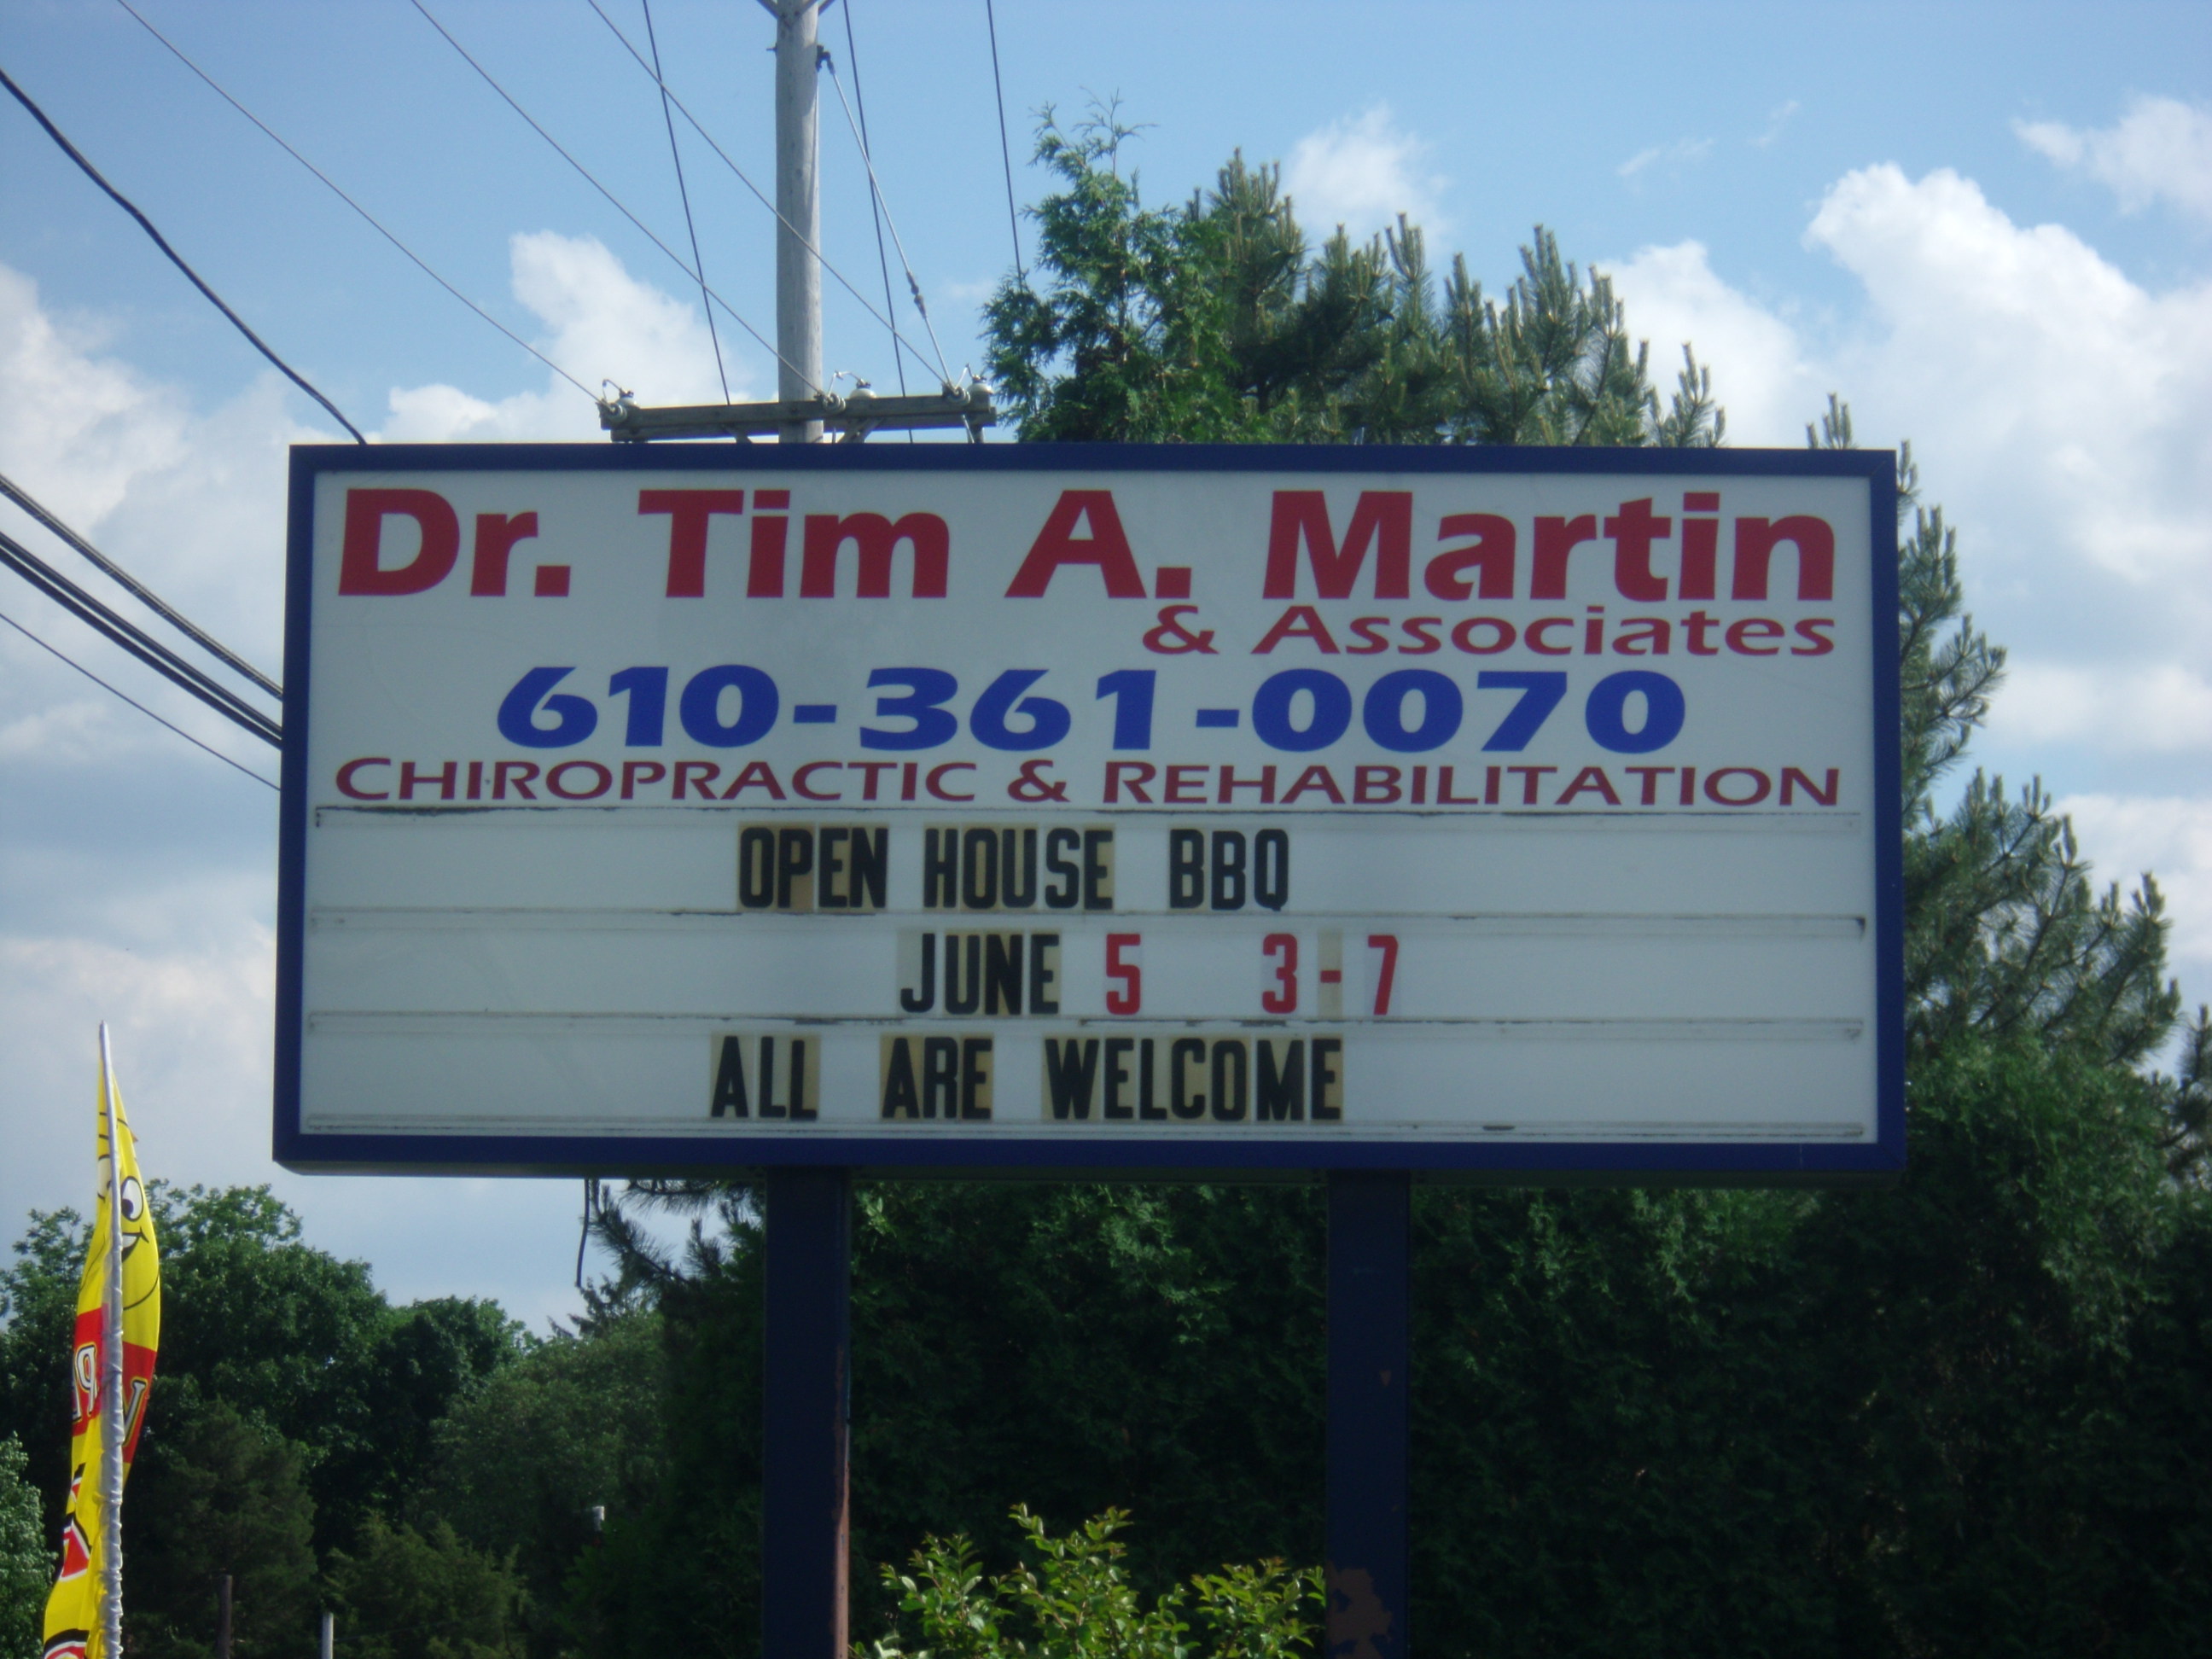 Dr. Tim A. Martin
& Associates
610-361-0070
CHIROPRACTIC & REHABILITATION
OPEN HOUSE BBQ
JUNE 5 3-7
ALL ARE WELCOME